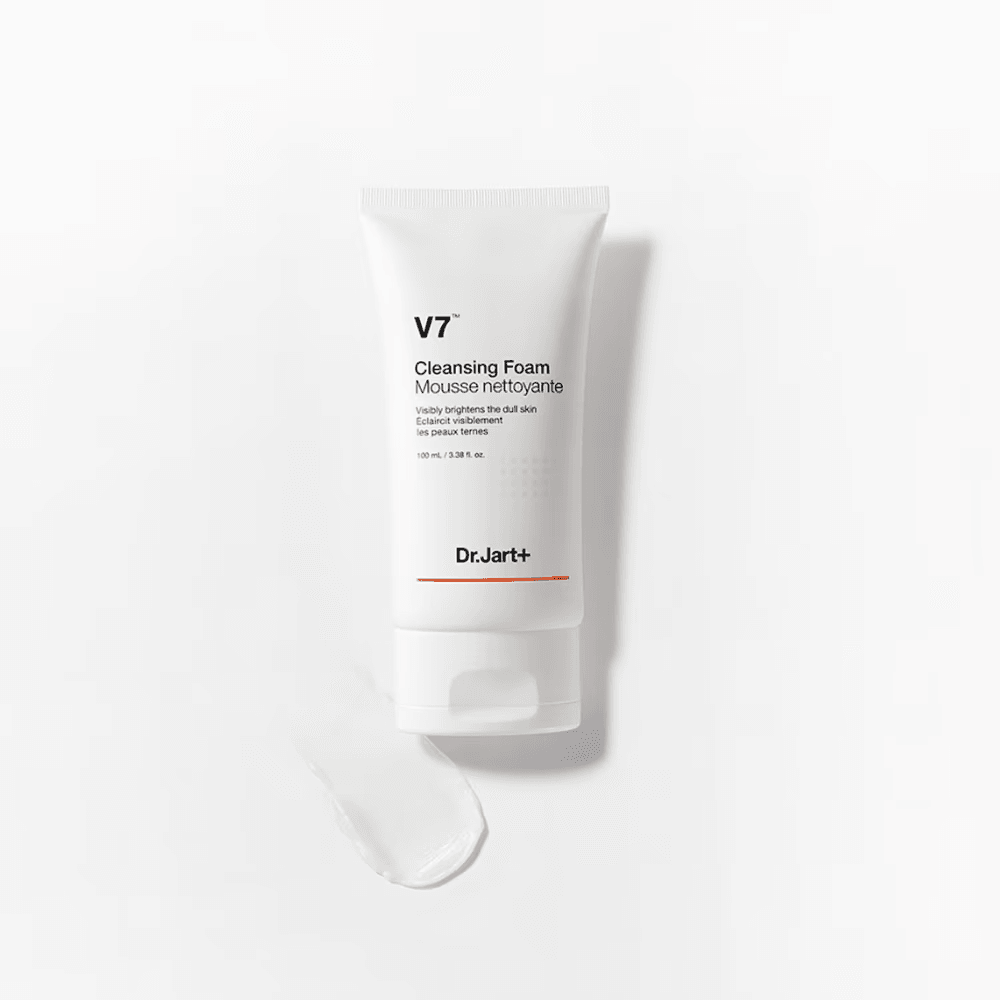 V7™
Cleansing Foam
Mousse nettoyante
Visibly brightens the dull skin
Éclaircit visiblement
les peaux ternes
100 mL / 3.38 fl. oz.
Dr.Jart+